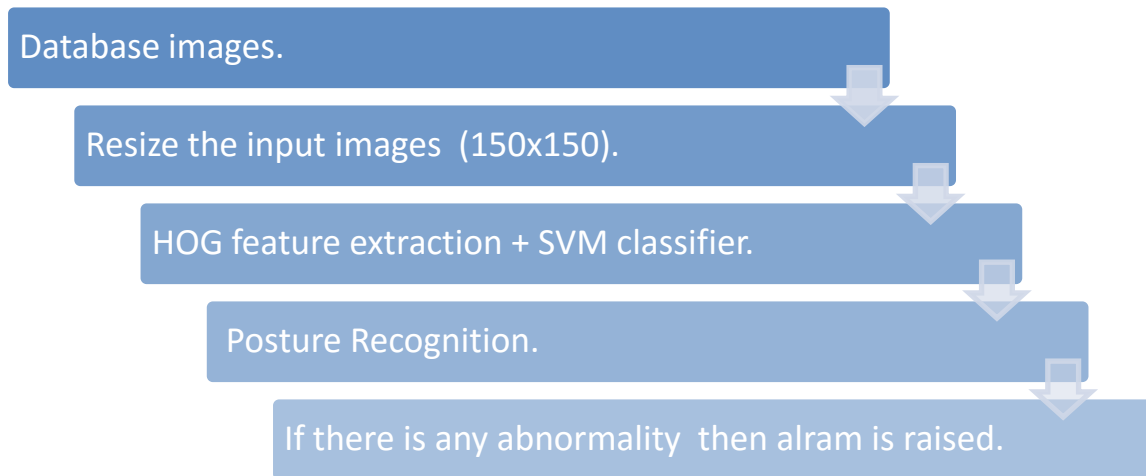 Database images.
Resize the input images  (150x150).
HOG feature extraction + SVM classifier.
Posture Recognition.
If there is any abnormality  then alram is raised.